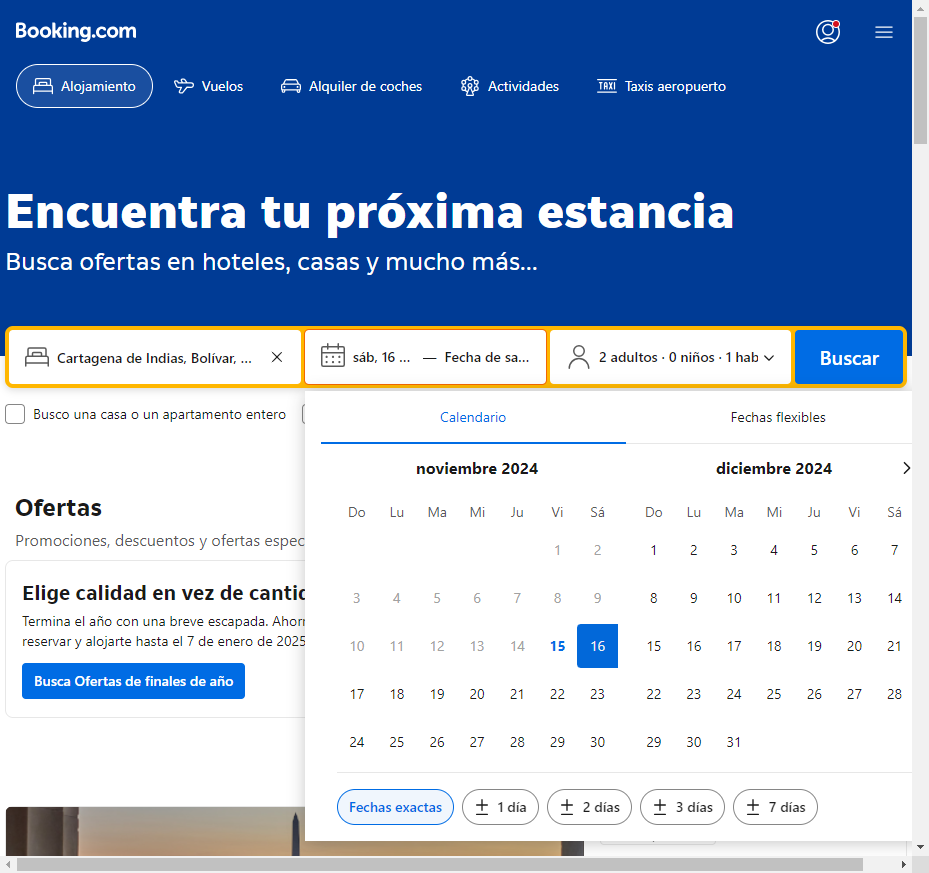 Booking.com
Alojamiento
Vuelos
Alquiler de coches
Actividades
TAXI Taxis aeropuerto
Encuentra tu próxima estancia
Busca ofertas en hoteles, casas y mucho más...
Cartagena de Indias, Bolívar, ...
sáb, 16 ... — Fecha de sa...
2 adultos · 0 niños · 1 hab
Buscar
Busco una casa o un apartamento entero
Calendario
Fechas flexibles
noviembre 2024
Do Lu Ma Mi Ju Vi Sá
1 2
3 4 5 6 7 8 9
10 11 12 13 14 15 16
17 18 19 20 21 22 23
24 25 26 27 28 29 30
diciembre 2024
Do Lu Ma Mi Ju Vi Sá
1 2 3 4 5 6 7
8 9 10 11 12 13 14
15 16 17 18 19 20 21
22 23 24 25 26 27 28
29 30 31
Fechas exactas
± 1 día
± 2 días
± 3 días
± 7 días
Ofertas
Promociones, descuentos y ofertas espec
Elige calidad en vez de cantid
Termina el año con una breve escapada. Ahorr
reservar y alojarte hasta el 7 de enero de 2025
Busca Ofertas de finales de año